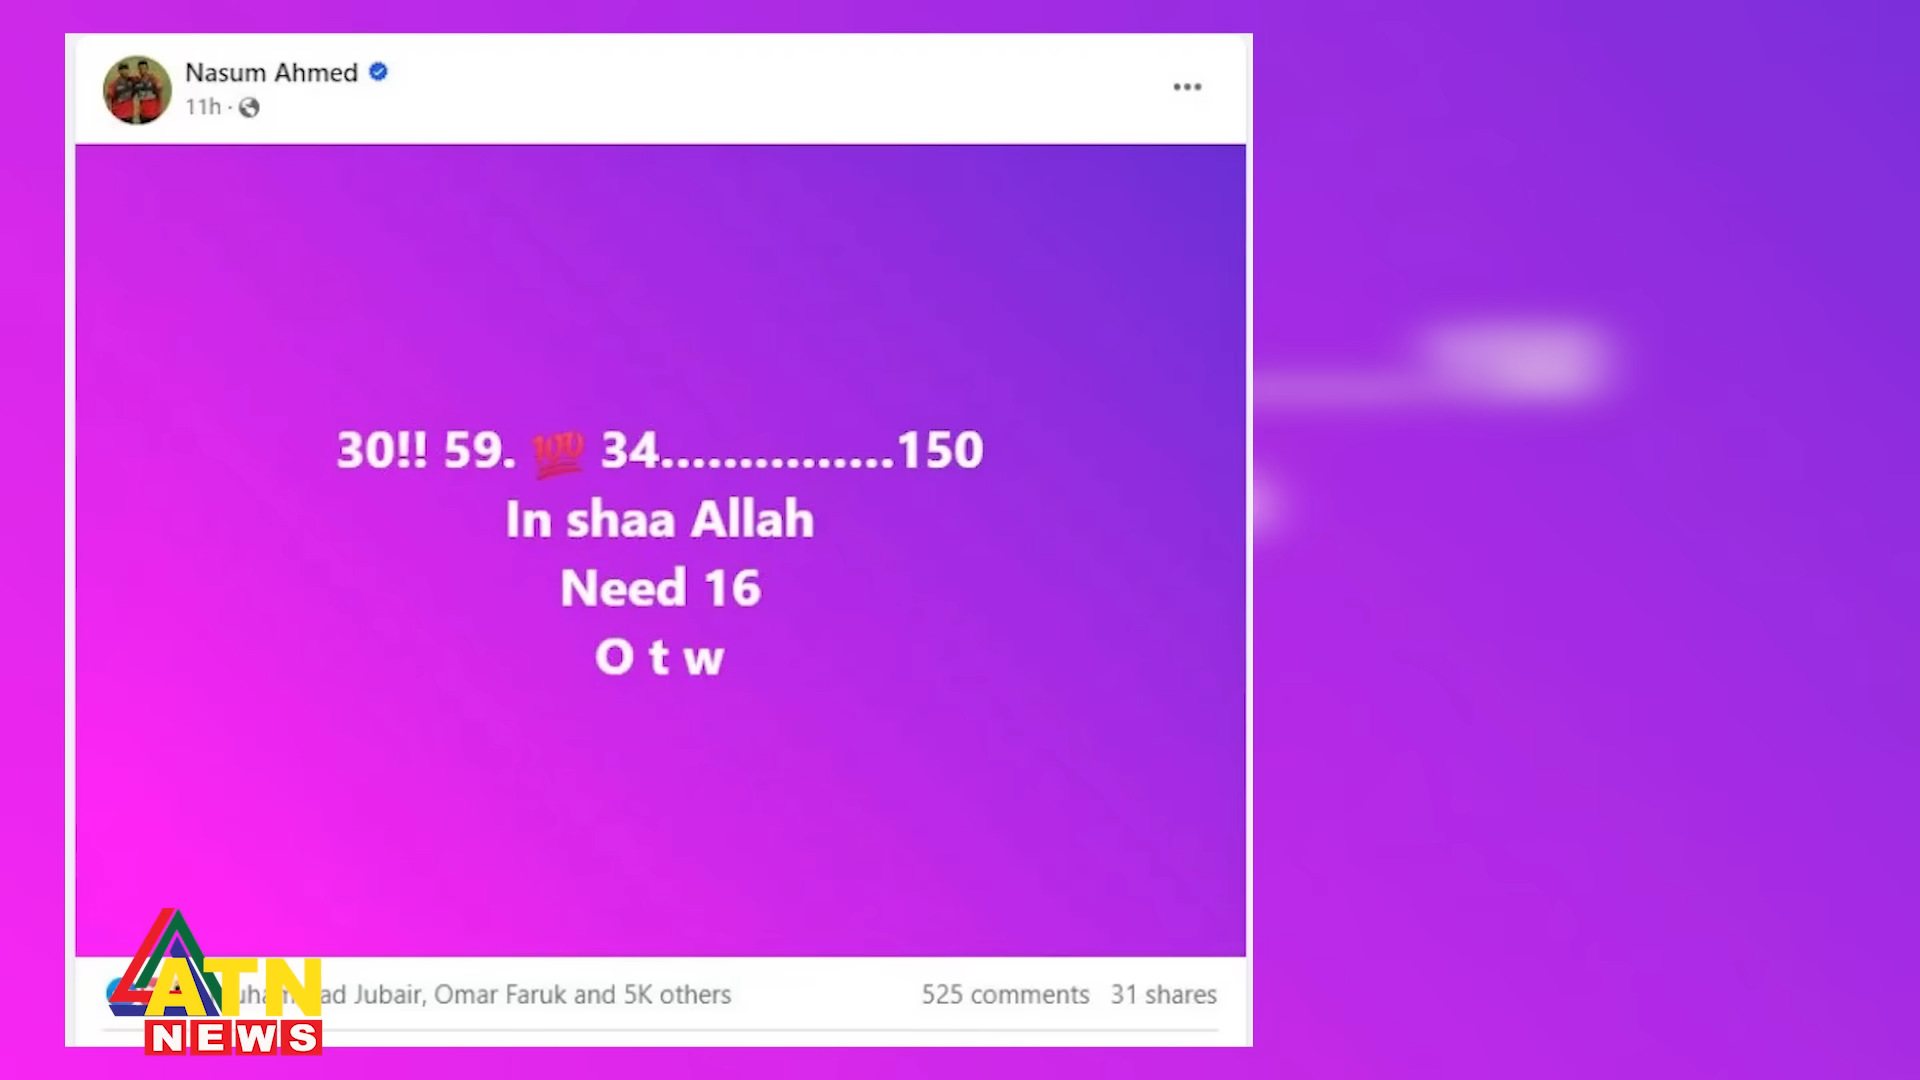 Nasum Ahmed
11h ·
30!! 59. 💯 34...............150
In shaa Allah
Need 16
O t w
Jubair, Omar Faruk and 5K others
525 comments 31 shares
ATN
NEWS